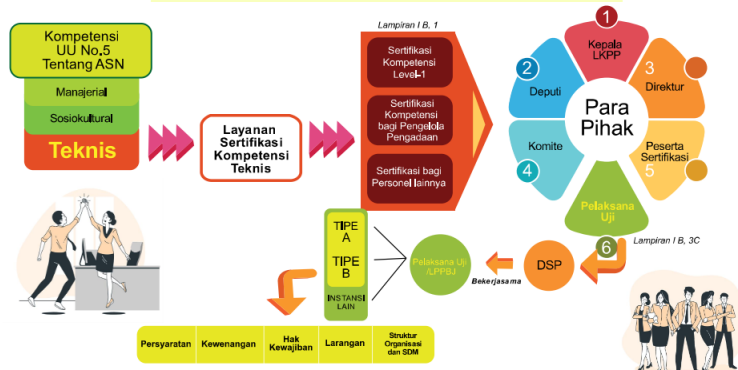 Kompetensi
UU No.5
Tentang ASN
Manajerial
Sosiokultural
Teknis
Layanan
Sertifikasi
Kompetensi
Teknis
Lampiran I B, 1
Sertifikasi
Kompetensi
Level-1
Sertifikasi
Kompetensi
bagi Pengelola
Pengadaan
Sertifikasi bagi
Personel lainnya
1
Kepala
LKPP
2
Deputi
3
Direktur
Para
Pihak
Komite
4
Peserta
Sertifikasi
5
Pelaksana
Uji
6
Lampiran I B, 3C
DSP
Bekerjasama
Pelaksana Uji
/LPPBJ
TIPE
A
TIPE
B
INSTANSI
LAIN
Persyaratan
Kewenangan
Hak
Kewajiban
Larangan
Struktur
Organisasi
dan SDM